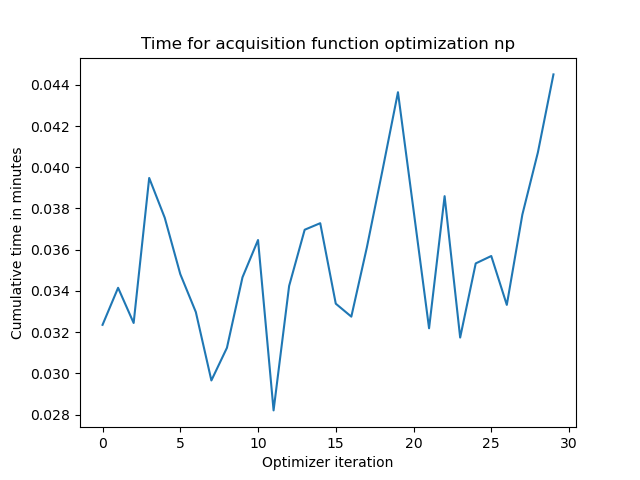 Time for acquisition function optimization np
0.044
0.042
0.040
0.038
0.036
0.034
0.032
0.030
0.028
Cumulative time in minutes
0 5 10 15 20 25 30
Optimizer iteration